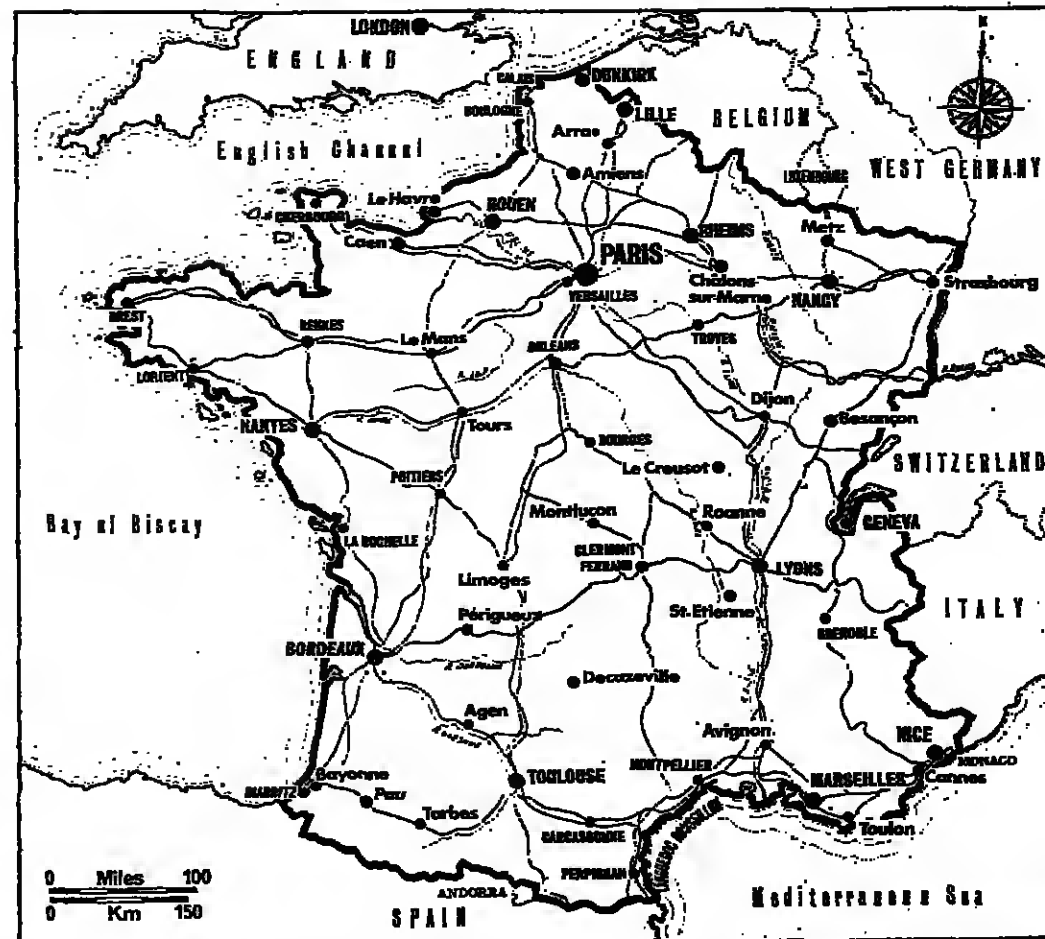 N
LONDON
ENGLAND
CALAIS
DUNKIRK
BOULOGNE
LILLE
BELGIUM
Arras
English Channel
WEST GERMANY
Amiens
LUXEMBOURG
Le Havre
CHERBOURG
ROUEN
RHEIMS
Metz
Caen
PARIS
VERSAILLES
Chalons
sur-Marne
NANCY
Strasbourg
BREST
RENNES
Le Mans
ORLEANS
TROYES
LORIENT
Dijon
Besançon
NANTES
Tours
BOURGES
Le Creusot
SWITZERLAND
POITIERS
Bay of Biscay
Montluçon
Roanne
GENEVA
LA ROCHELLE
CLERMONT
FERRAND
LYONS
Limoges
ITALY
Périgueux
St-Etienne
GRENOBLE
BORDEAUX
Decazeville
Agen
Avignon
NICE
MONACO
Bayonne
TOULOUSE
MONTPELLIER
MARSEILLES
Cannes
BIARRITZ
Pau
Tarbes
CARCASSONNE
Toulon
LANGUEDOC ROUSSILLON
PERPIGNAN
0 Miles 100
0 Km 150
ANDORRA
SPAIN
Mediterranean Sea